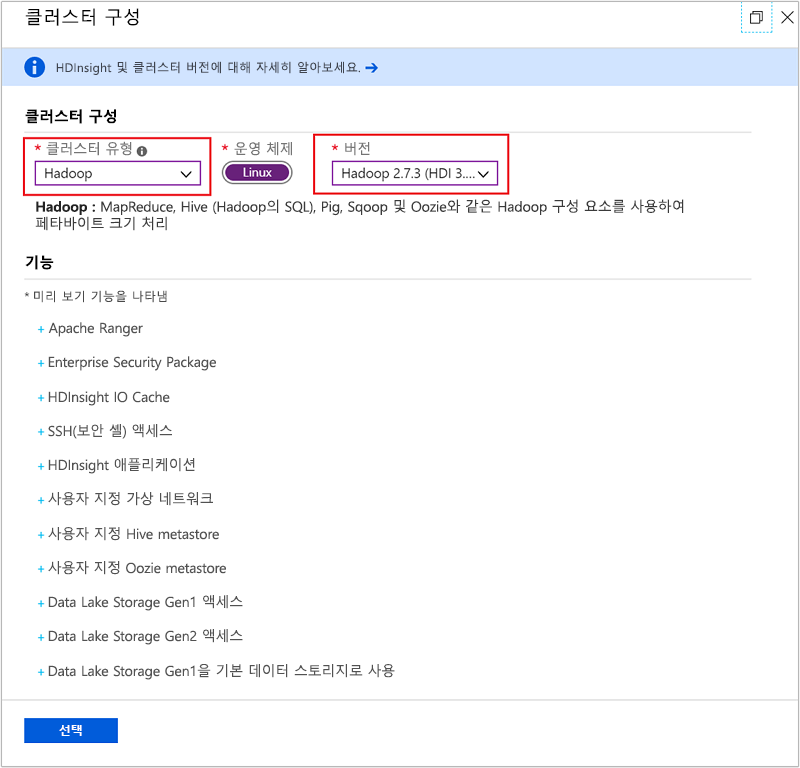 클러스터 구성
HDInsight 및 클러스터 버전에 대해 자세히 알아보세요. →
클러스터 구성
* 클러스터 유형 * 운영 체제 * 버전
Hadoop Linux Hadoop 2.7.3 (HDI 3....
Hadoop : MapReduce, Hive (Hadoop의 SQL), Pig, Sqoop 및 Oozie와 같은 Hadoop 구성 요소를 사용하여
페타바이트 크기 처리
기능
* 미리 보기 기능을 나타냄
+ Apache Ranger
+ Enterprise Security Package
+ HDInsight IO Cache
+ SSH(보안 셸) 액세스
+ HDInsight 애플리케이션
+ 사용자 지정 가상 네트워크
+ 사용자 지정 Hive metastore
+ 사용자 지정 Oozie metastore
+ Data Lake Storage Gen1 액세스
+ Data Lake Storage Gen2 액세스
+ Data Lake Storage Gen1을 기본 데이터 스토리지로 사용
선택